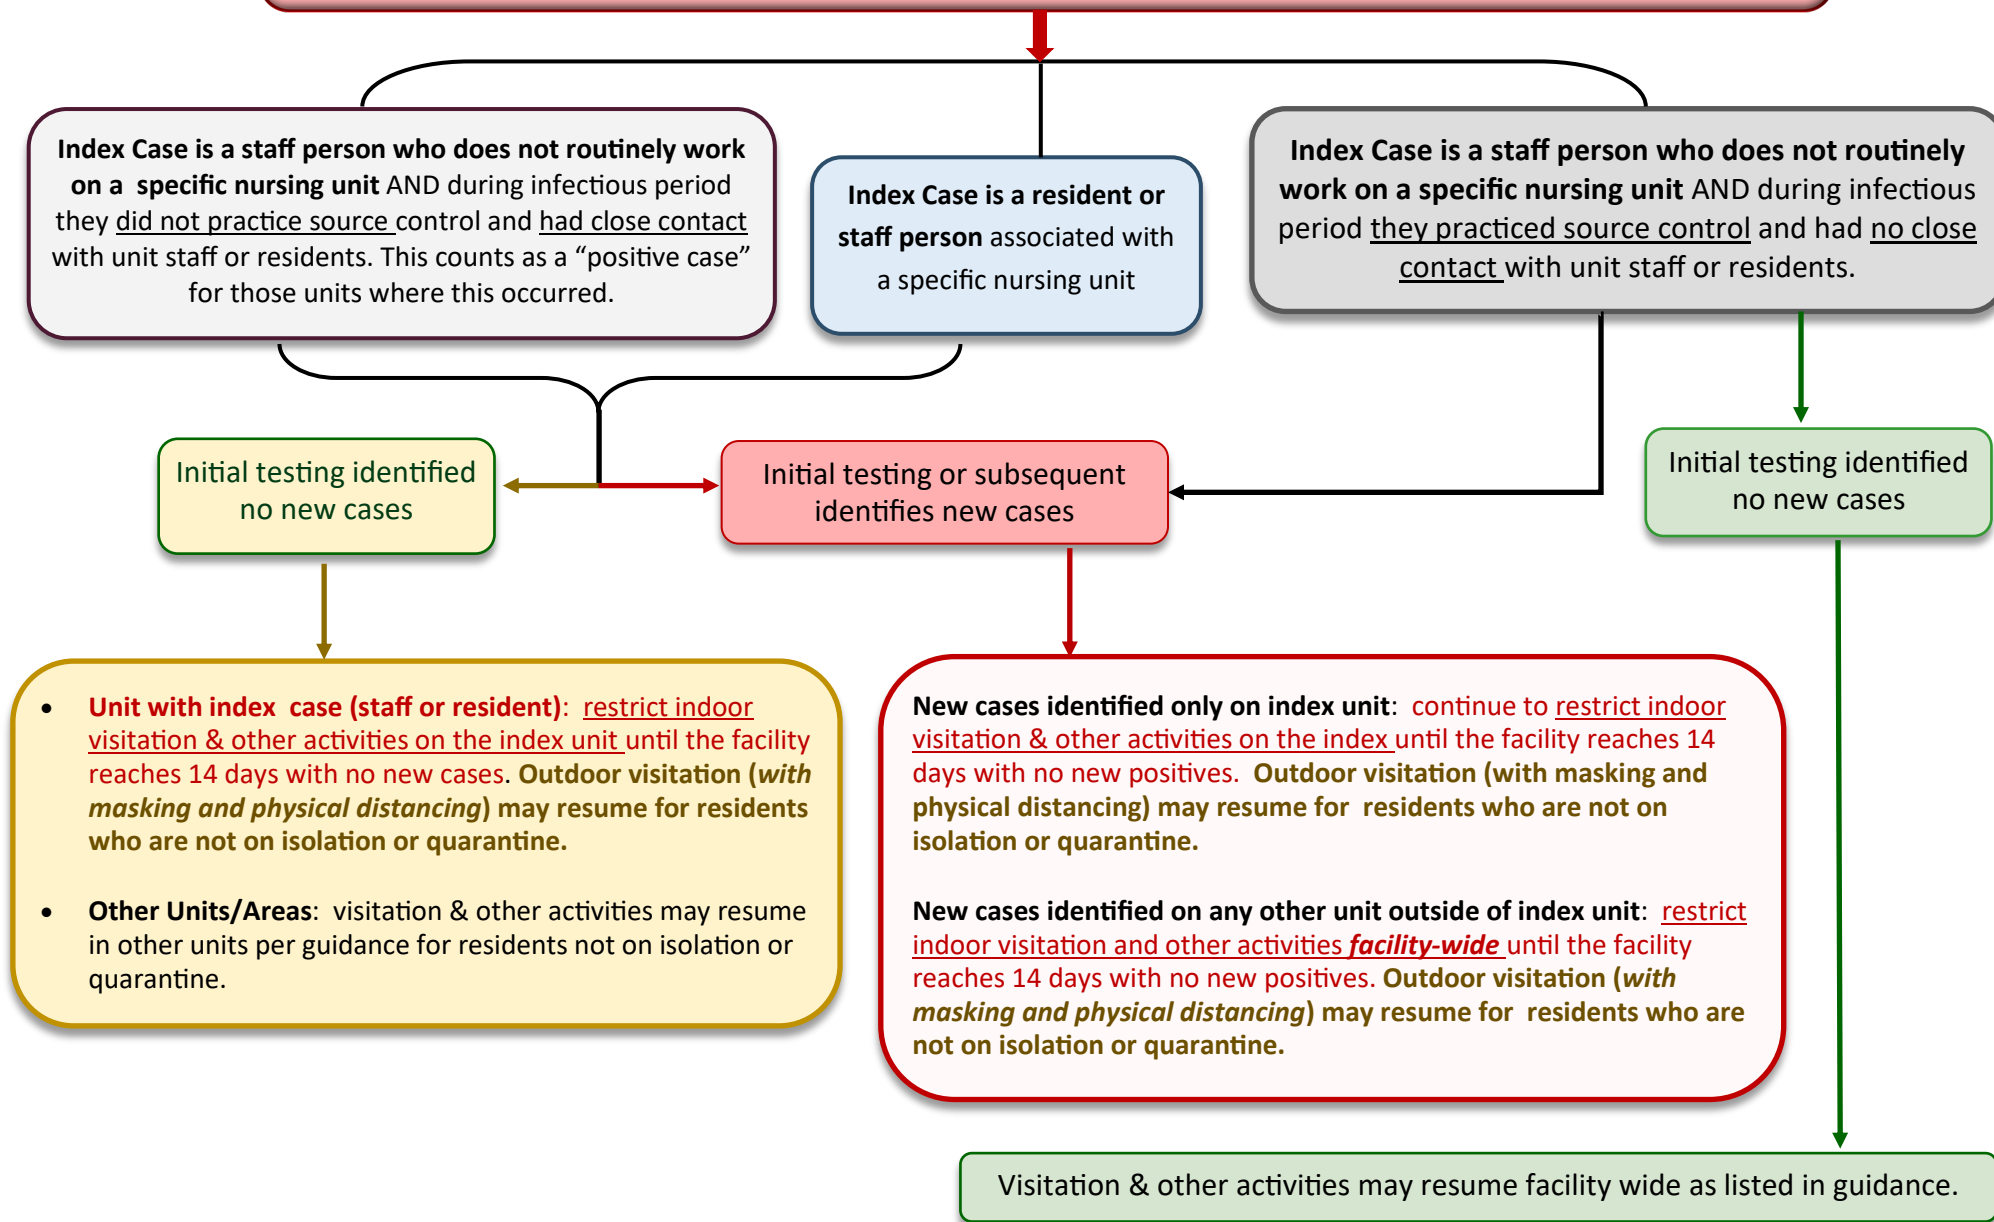 Index Case is a staff person who does not routinely work
on a specific nursing unit AND during infectious period
they did not practice source control and had close contact
with unit staff or residents. This counts as a “positive case”
for those units where this occurred.
Index Case is a resident or
staff person associated with
a specific nursing unit
Index Case is a staff person who does not routinely
work on a specific nursing unit AND during infectious
period they practiced source control and had no close
contact with unit staff or residents.
Initial testing identified
no new cases
Initial testing or subsequent
identifies new cases
Initial testing identified
no new cases
• Unit with index case (staff or resident): restrict indoor
visitation & other activities on the index unit until the facility
reaches 14 days with no new cases. Outdoor visitation (with
masking and physical distancing) may resume for residents
who are not on isolation or quarantine.
• Other Units/Areas: visitation & other activities may resume
in other units per guidance for residents not on isolation or
quarantine.
New cases identified only on index unit: continue to restrict indoor
visitation & other activities on the index until the facility reaches 14
days with no new positives. Outdoor visitation (with masking and
physical distancing) may resume for residents who are not on
isolation or quarantine.
New cases identified on any other unit outside of index unit: restrict
indoor visitation and other activities facility-wide until the facility
reaches 14 days with no new positives. Outdoor visitation (with
masking and physical distancing) may resume for residents who are
not on isolation or quarantine.
Visitation & other activities may resume facility wide as listed in guidance.